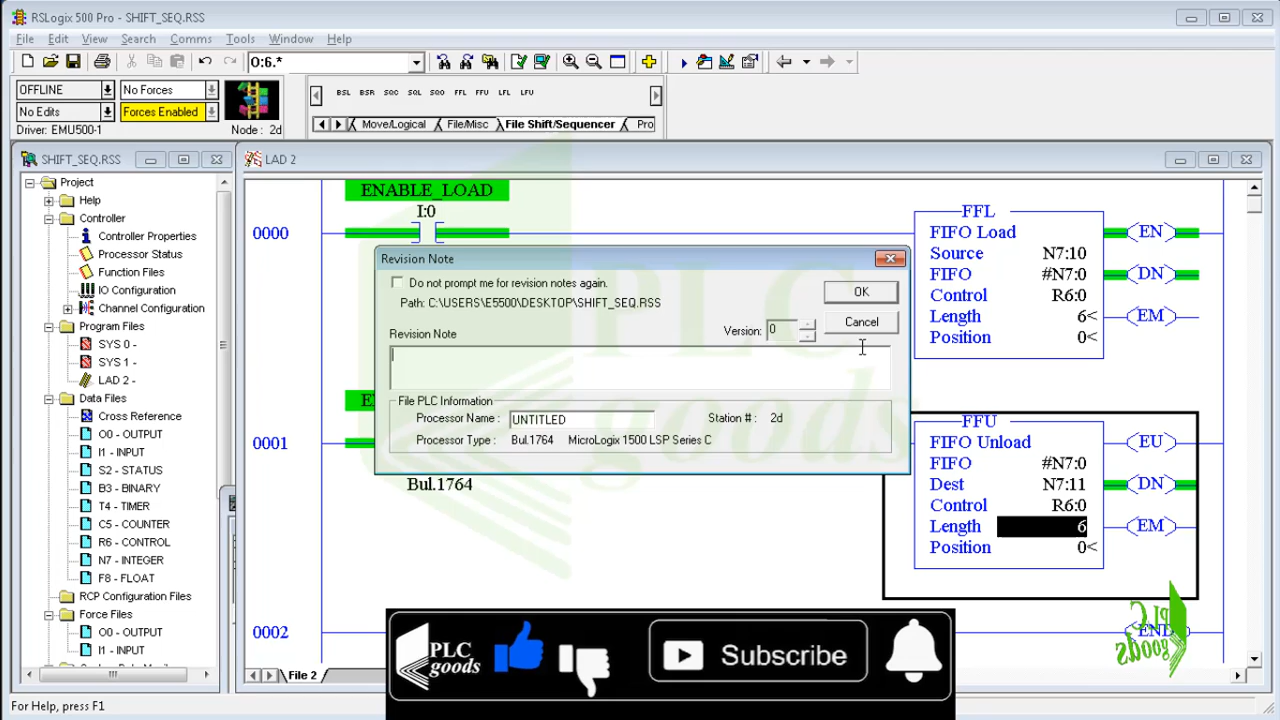 RSLogix 500 Pro - SHIFT_SEQ.RSS
File Edit View Search Comms Tools Window Help
O:6.*
OFFLINE No Forces
No Edits Forces Enabled
Driver: EMU500-1 Node : 2d
BSL BSR SQC SQL SQO FFL FFU LFL LFU
Move/Logical File/Misc File Shift/Sequencer Pro
SHIFT_SEQ.RSS
Project
Help
Controller
Controller Properties
Processor Status
Function Files
IO Configuration
Channel Configuration
Program Files
SYS 0 -
SYS 1 -
LAD 2 -
Data Files
Cross Reference
O0 - OUTPUT
I1 - INPUT
S2 - STATUS
B3 - BINARY
T4 - TIMER
C5 - COUNTER
R6 - CONTROL
N7 - INTEGER
F8 - FLOAT
RCP Configuration Files
Force Files
O0 - OUTPUT
I1 - INPUT
LAD 2
ENABLE_LOAD
I:0
0000
FFL
FIFO Load
Source N7:10
FIFO #N7:0
Control R6:0
Length 6<
Position 0<
EN
DN
EM
Revision Note
Do not prompt me for revision notes again.
Path: C:\USERS\E5500\DESKTOP\SHIFT_SEQ.RSS
OK
Cancel
Version: 0
Revision Note
File PLC Information
Processor Name : UNTITLED Station # : 2d
Processor Type : Bul.1764 MicroLogix 1500 LSP Series C
0001
Bul.1764
FFU
FIFO Unload
FIFO #N7:0
Dest N7:11
Control R6:0
Length 6
Position 0<
EU
DN
EM
0002
END
File 2
PLC
goods
Subscribe
PLC
goods
PLC
goods
For Help, press F1